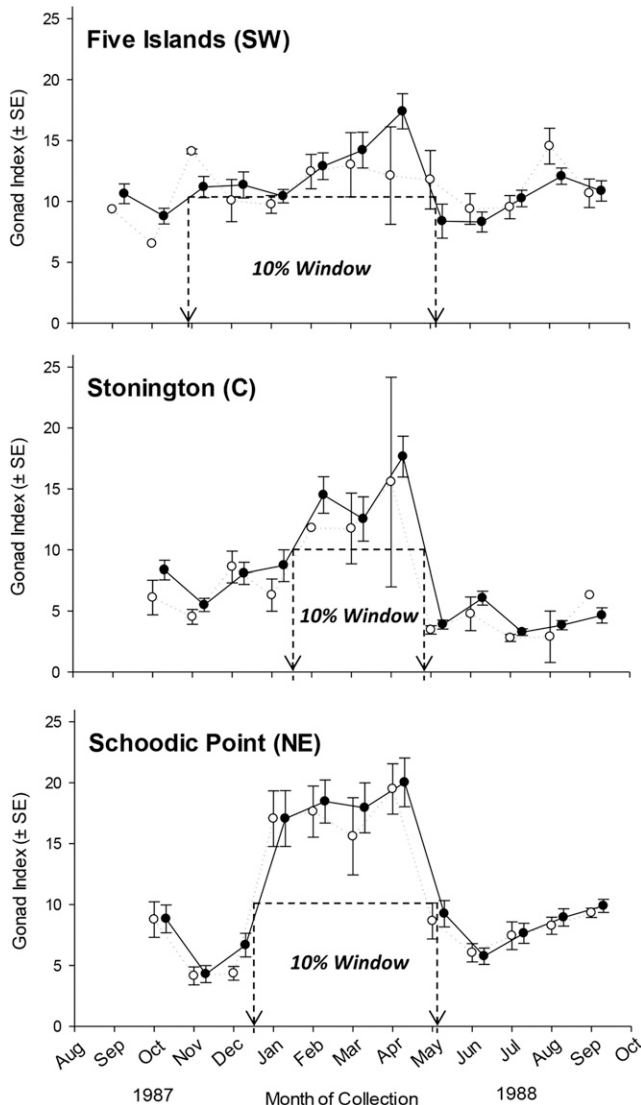 Five Islands (SW)
25
20
15
10
5
0
Gonad Index (± SE)
10% Window
Stonington (C)
25
20
15
10
5
0
Gonad Index (± SE)
10% Window
Schoodic Point (NE)
25
20
15
10
5
0
Gonad Index (± SE)
10% Window
Aug Sep Oct Nov Dec Jan Feb Mar Apr May Jun Jul Aug Sep Oct
1987 Month of Collection 1988